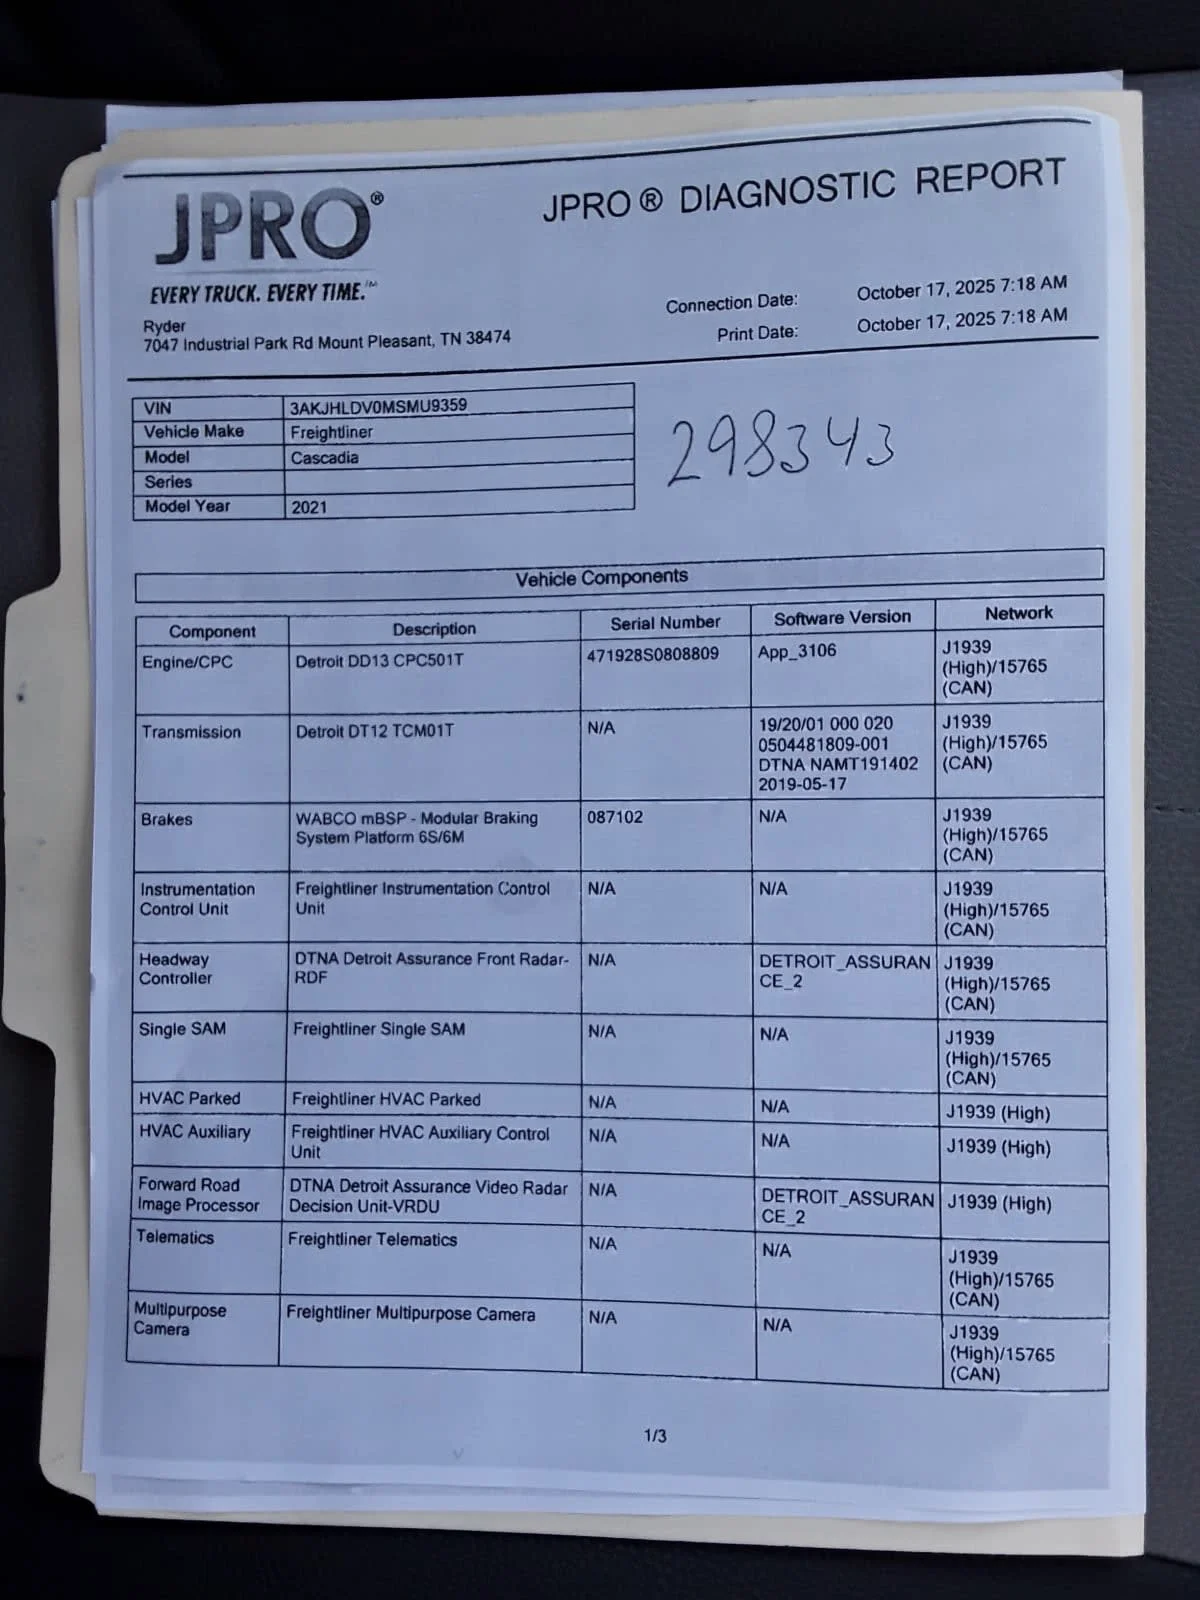 JPRO®
EVERY TRUCK. EVERY TIME.™
JPRO® DIAGNOSTIC REPORT
Ryder
7047 Industrial Park Rd Mount Pleasant, TN 38474
Connection Date: October 17, 2025 7:18 AM
Print Date: October 17, 2025 7:18 AM
VIN 3AKJHLDV0MSMU9359
Vehicle Make Freightliner
Model Cascadia
Series
Model Year 2021
298343
Vehicle Components
Component Description Serial Number Software Version Network
Engine/CPC Detroit DD13 CPC501T 471928S0808809 App_3106 J1939
(High)/15765
(CAN)
Transmission Detroit DT12 TCM01T N/A 19/20/01 000 020 J1939
0504481809-001 (High)/15765
DTNA NAMT191402 (CAN)
2019-05-17
Brakes WABCO mBSP - Modular Braking 087102 N/A J1939
System Platform 6S/6M (High)/15765
(CAN)
Instrumentation Freightliner Instrumentation Control N/A N/A J1939
Control Unit Unit (High)/15765
(CAN)
Headway DTNA Detroit Assurance Front Radar- N/A DETROIT_ASSURAN J1939
Controller RDF CE_2 (High)/15765
(CAN)
Single SAM Freightliner Single SAM N/A N/A J1939
(High)/15765
(CAN)
HVAC Parked Freightliner HVAC Parked N/A N/A J1939 (High)
HVAC Auxiliary Freightliner HVAC Auxiliary Control N/A N/A J1939 (High)
Unit
Forward Road DTNA Detroit Assurance Video Radar N/A DETROIT_ASSURAN J1939 (High)
Image Processor Decision Unit-VRDU CE_2
Telematics Freightliner Telematics N/A N/A J1939
(High)/15765
(CAN)
Multipurpose Freightliner Multipurpose Camera N/A N/A J1939
Camera (High)/15765
(CAN)
1/3